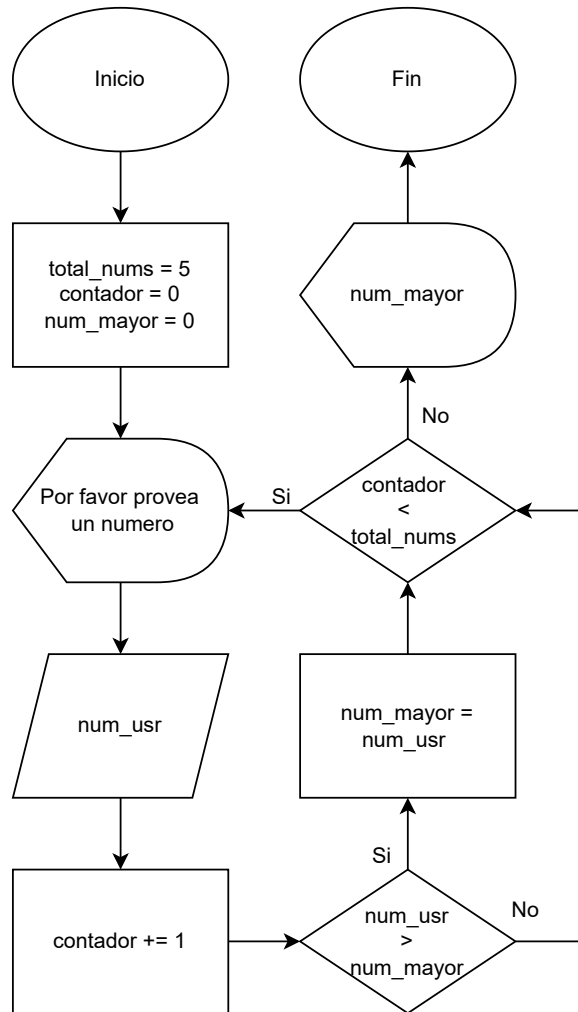 Inicio
total_nums = 5
contador = 0
num_mayor = 0
Por favor provea
un numero
num_usr
contador += 1
num_usr
>
num_mayor
Si
No
num_mayor =
num_usr
contador
<
total_nums
Si
No
num_mayor
Fin